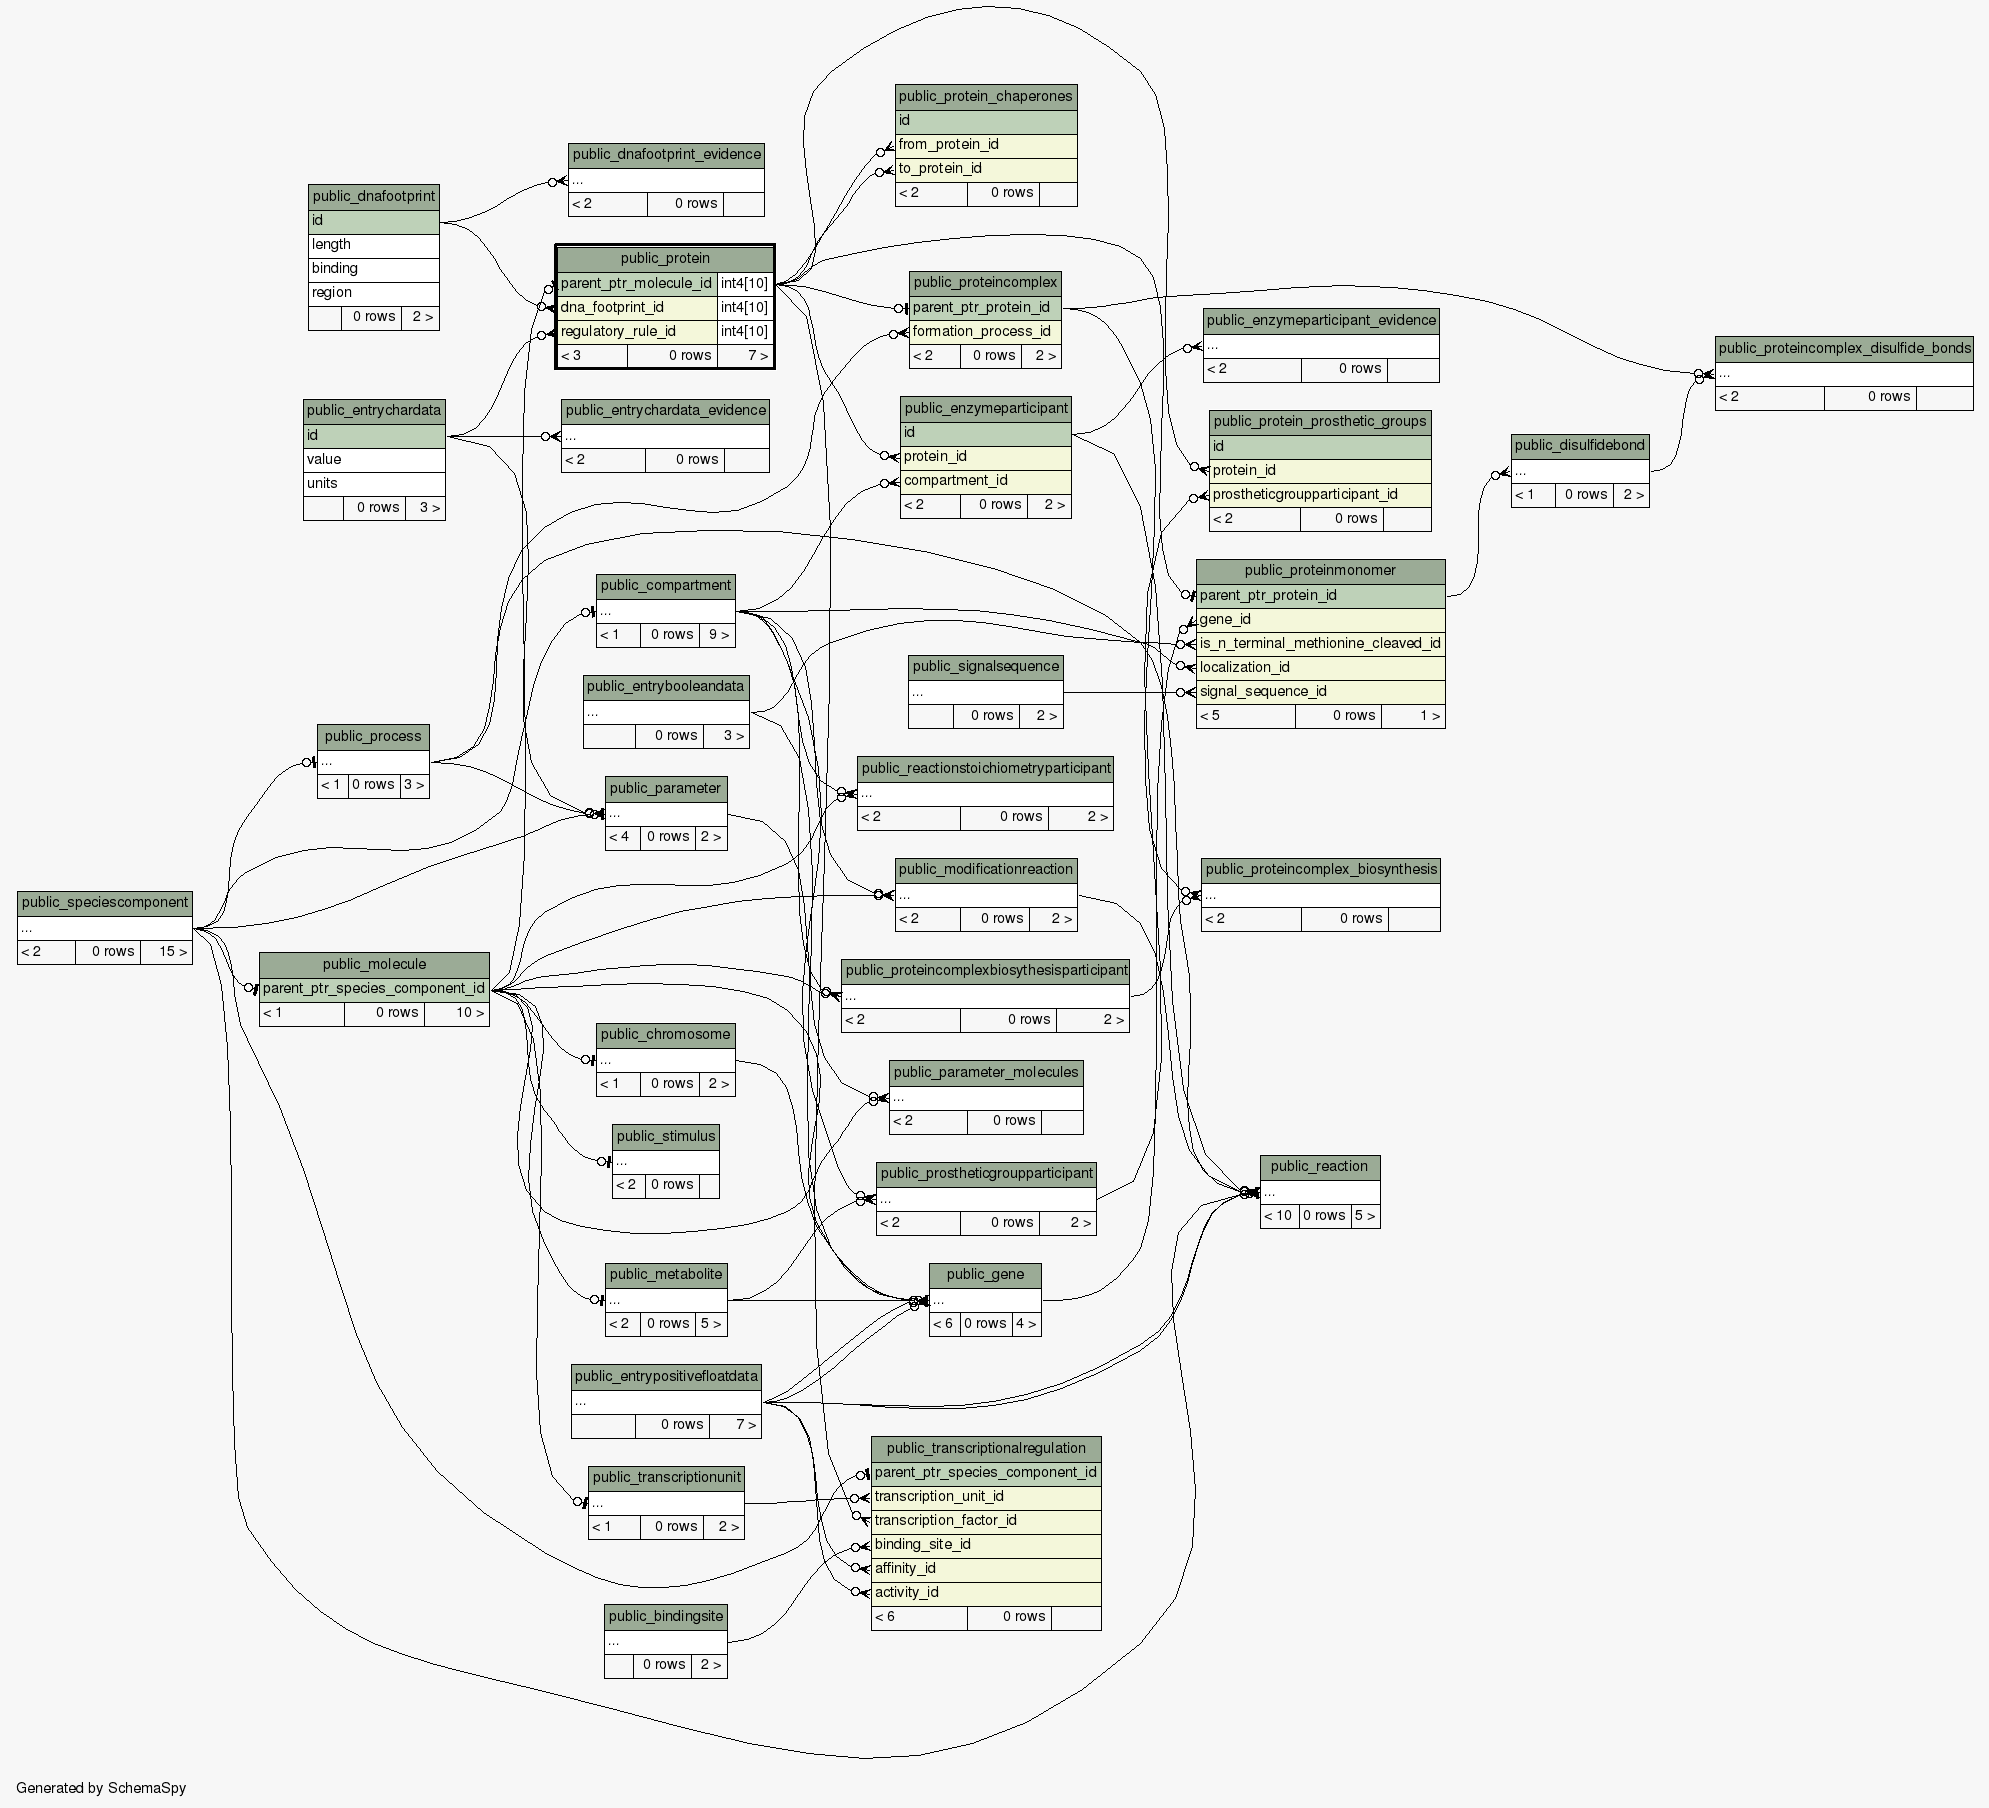 public_protein_chaperones
id
from_protein_id
to_protein_id
< 2 0 rows
public_dnafootprint_evidence
...
< 2 0 rows
public_dnafootprint
id
length
binding
region
0 rows 2 >
public_protein
parent_ptr_molecule_id int4[10]
dna_footprint_id int4[10]
regulatory_rule_id int4[10]
< 3 0 rows 7 >
public_proteincomplex
parent_ptr_protein_id
formation_process_id
< 2 0 rows 2 >
public_enzymeparticipant_evidence
...
< 2 0 rows
public_proteincomplex_disulfide_bonds
...
< 2 0 rows
public_entrychardata
id
value
units
0 rows 3 >
public_entrychardata_evidence
...
< 2 0 rows
public_enzymeparticipant
id
protein_id
compartment_id
< 2 0 rows 2 >
public_protein_prosthetic_groups
id
protein_id
prostheticgroupparticipant_id
< 2 0 rows
public_disulfidebond
...
< 1 0 rows 2 >
public_proteinmonomer
parent_ptr_protein_id
gene_id
is_n_terminal_methionine_cleaved_id
localization_id
signal_sequence_id
< 5 0 rows 1 >
public_compartment
...
< 1 0 rows 9 >
public_signalsequence
...
0 rows 2 >
public_entrybooleandata
...
0 rows 3 >
public_process
...
< 1 0 rows 3 >
public_parameter
...
< 4 0 rows 2 >
public_reactionstoichiometryparticipant
...
< 2 0 rows 2 >
public_modificationreaction
...
< 2 0 rows 2 >
public_proteincomplex_biosynthesis
...
< 2 0 rows
public_speciescomponent
...
< 2 0 rows 15 >
public_molecule
parent_ptr_species_component_id
< 1 0 rows 10 >
public_proteincomplexbiosythesisparticipant
...
< 2 0 rows 2 >
public_chromosome
...
< 1 0 rows 2 >
public_parameter_molecules
...
< 2 0 rows
public_stimulus
...
< 2 0 rows
public_prostheticgroupparticipant
...
< 2 0 rows 2 >
public_reaction
...
< 10 0 rows 5 >
public_metabolite
...
< 2 0 rows 5 >
public_gene
...
< 6 0 rows 4 >
public_entrypositivefloatdata
...
0 rows 7 >
public_transcriptionalregulation
parent_ptr_species_component_id
transcription_unit_id
transcription_factor_id
binding_site_id
affinity_id
activity_id
< 6 0 rows
public_transcriptionunit
...
< 1 0 rows 2 >
public_bindingsite
...
0 rows 2 >
Generated by SchemaSpy